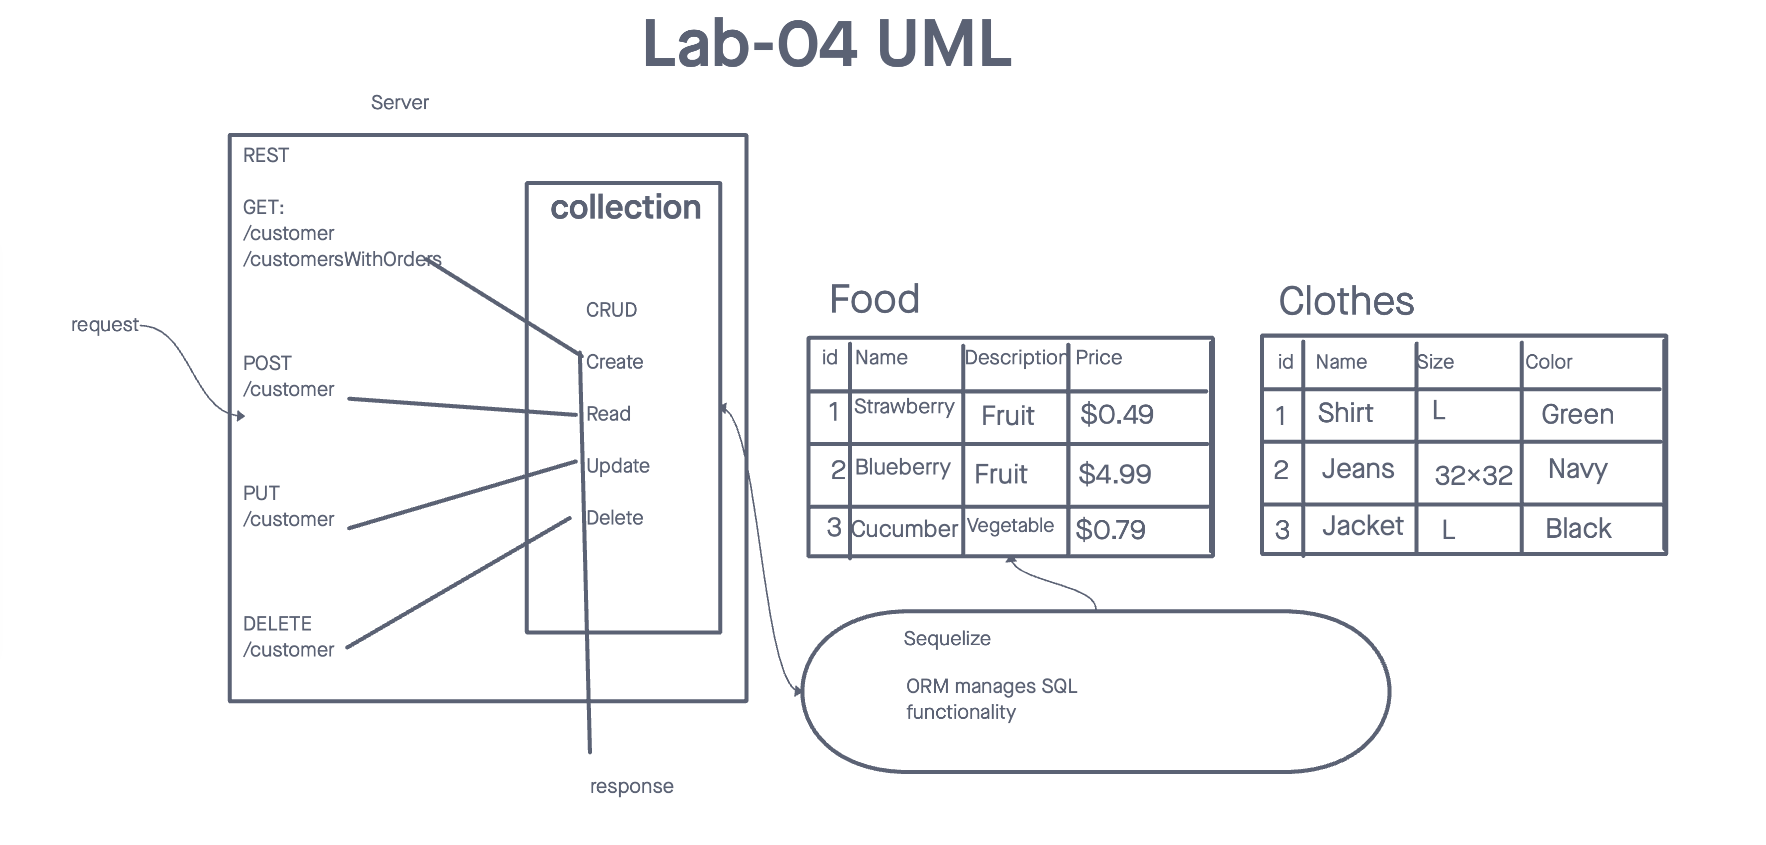 Lab-04 UML
Server
REST
GET:
/customer
/customersWithOrders
request
POST
/customer
PUT
/customer
DELETE
/customer
collection
CRUD
Create
Read
Update
Delete
response
Food
id Name Description Price
1 Strawberry Fruit $0.49
2 Blueberry Fruit $4.99
3 Cucumber Vegetable $0.79
Clothes
id Name Size Color
1 Shirt L Green
2 Jeans 32×32 Navy
3 Jacket L Black
Sequelize
ORM manages SQL
functionality